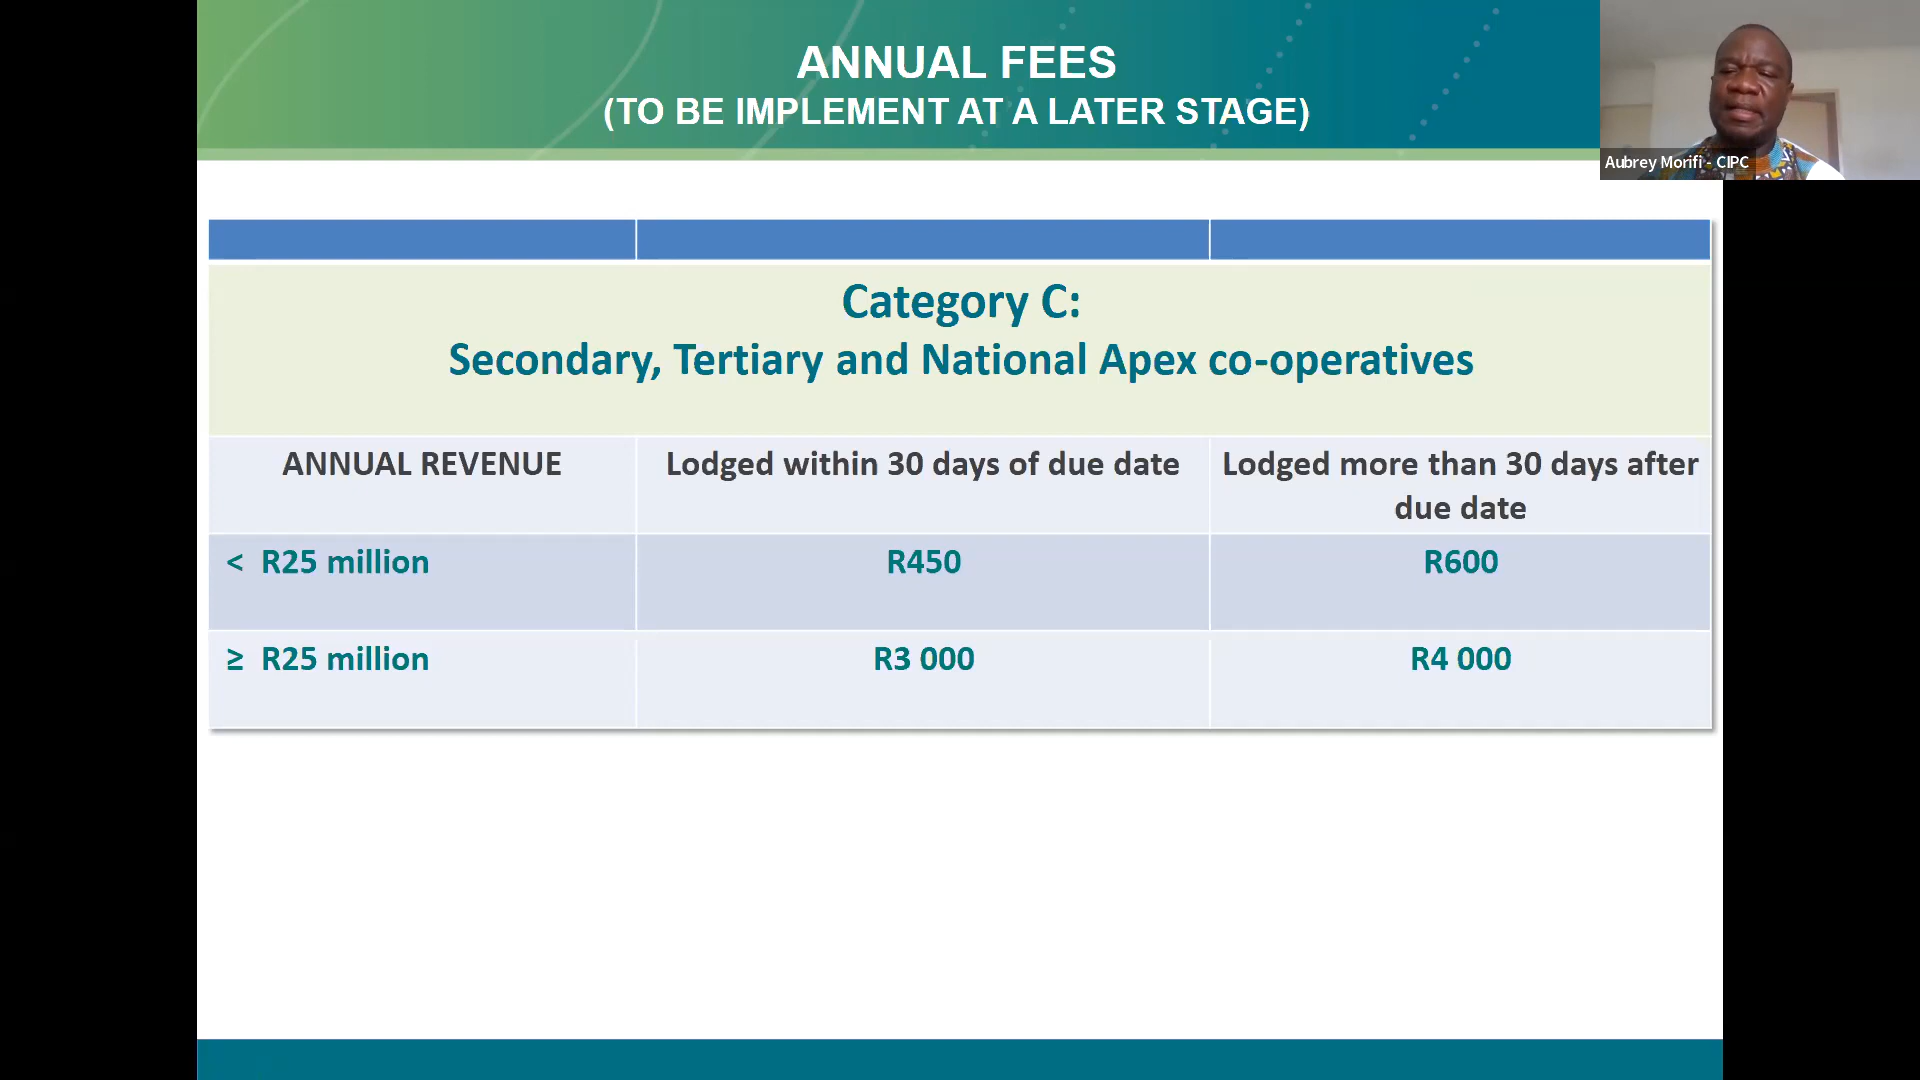 ANNUAL FEES
(TO BE IMPLEMENT AT A LATER STAGE)
Aubrey Morifi - CIPC
Category C:
Secondary, Tertiary and National Apex co-operatives
ANNUAL REVENUE
Lodged within 30 days of due date
Lodged more than 30 days after
due date
< R25 million
R450
R600
≥ R25 million
R3 000
R4 000